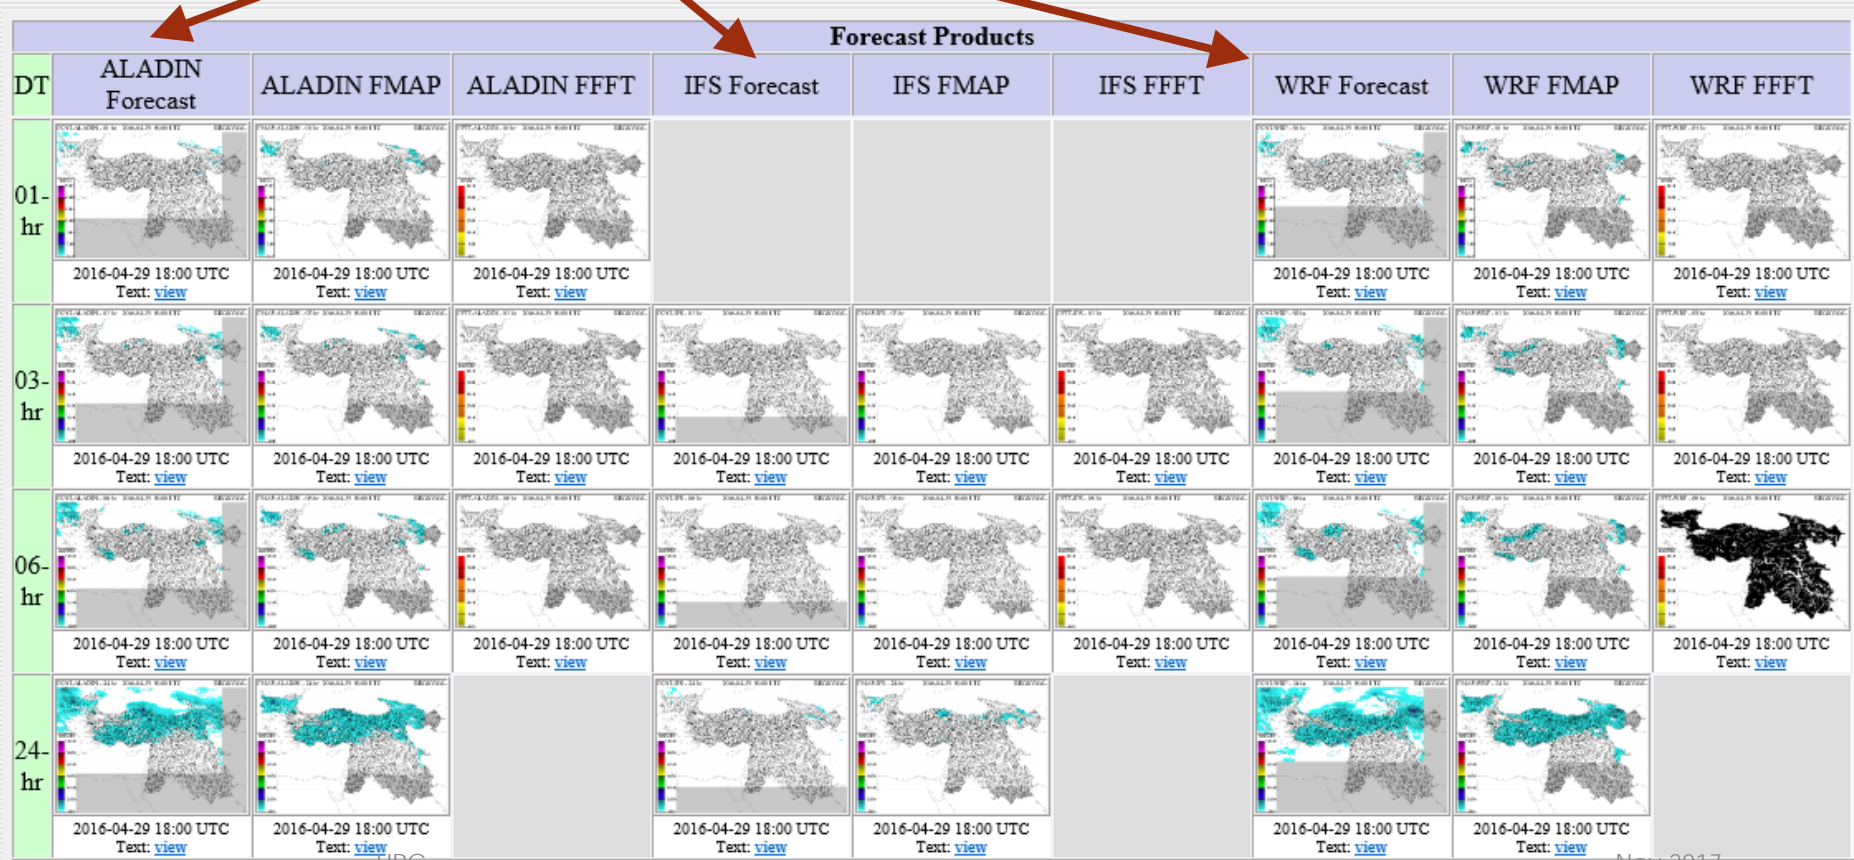 Forecast Products
DT
ALADIN
Forecast
ALADIN FMAP
ALADIN FFFT
IFS Forecast
IFS FMAP
IFS FFFT
WRF Forecast
WRF FMAP
WRF FFFT
01-
hr
2016-04-29 18:00 UTC
Text: view
2016-04-29 18:00 UTC
Text: view
2016-04-29 18:00 UTC
Text: view
2016-04-29 18:00 UTC
Text: view
2016-04-29 18:00 UTC
Text: view
2016-04-29 18:00 UTC
Text: view
03-
hr
2016-04-29 18:00 UTC
Text: view
2016-04-29 18:00 UTC
Text: view
2016-04-29 18:00 UTC
Text: view
2016-04-29 18:00 UTC
Text: view
2016-04-29 18:00 UTC
Text: view
2016-04-29 18:00 UTC
Text: view
2016-04-29 18:00 UTC
Text: view
2016-04-29 18:00 UTC
Text: view
2016-04-29 18:00 UTC
Text: view
06-
hr
2016-04-29 18:00 UTC
Text: view
2016-04-29 18:00 UTC
Text: view
2016-04-29 18:00 UTC
Text: view
2016-04-29 18:00 UTC
Text: view
2016-04-29 18:00 UTC
Text: view
2016-04-29 18:00 UTC
Text: view
2016-04-29 18:00 UTC
Text: view
2016-04-29 18:00 UTC
Text: view
2016-04-29 18:00 UTC
Text: view
24-
hr
2016-04-29 18:00 UTC
Text: view
2016-04-29 18:00 UTC
Text: view
2016-04-29 18:00 UTC
Text: view
2016-04-29 18:00 UTC
Text: view
2016-04-29 18:00 UTC
Text: view
2016-04-29 18:00 UTC
Text: view
Nov 2017